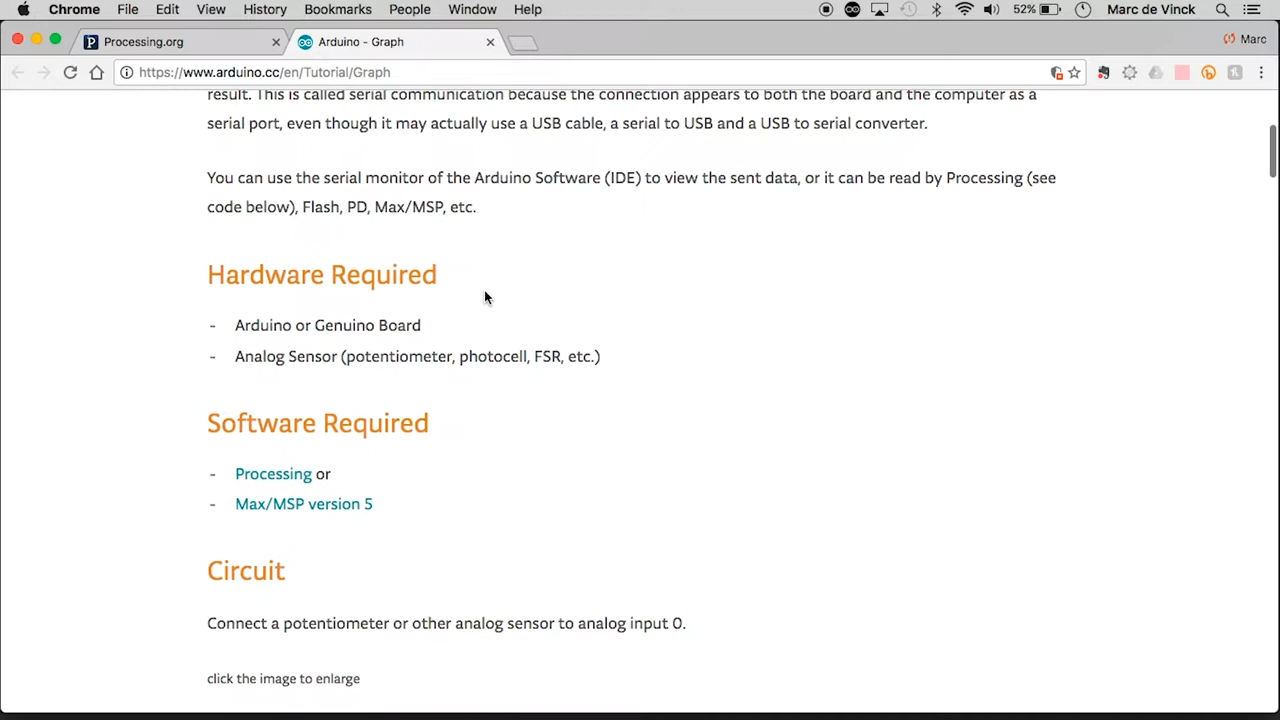 Chrome File Edit View History Bookmarks People Window Help 52% Marc de Vinck
Processing.org Arduino - Graph Marc
https://www.arduino.cc/en/Tutorial/Graph
result. This is called serial communication because the connection appears to both the board and the computer as a
serial port, even though it may actually use a USB cable, a serial to USB and a USB to serial converter.
You can use the serial monitor of the Arduino Software (IDE) to view the sent data, or it can be read by Processing (see
code below), Flash, PD, Max/MSP, etc.
Hardware Required
- Arduino or Genuino Board
- Analog Sensor (potentiometer, photocell, FSR, etc.)
Software Required
- Processing or
- Max/MSP version 5
Circuit
Connect a potentiometer or other analog sensor to analog input 0.
click the image to enlarge